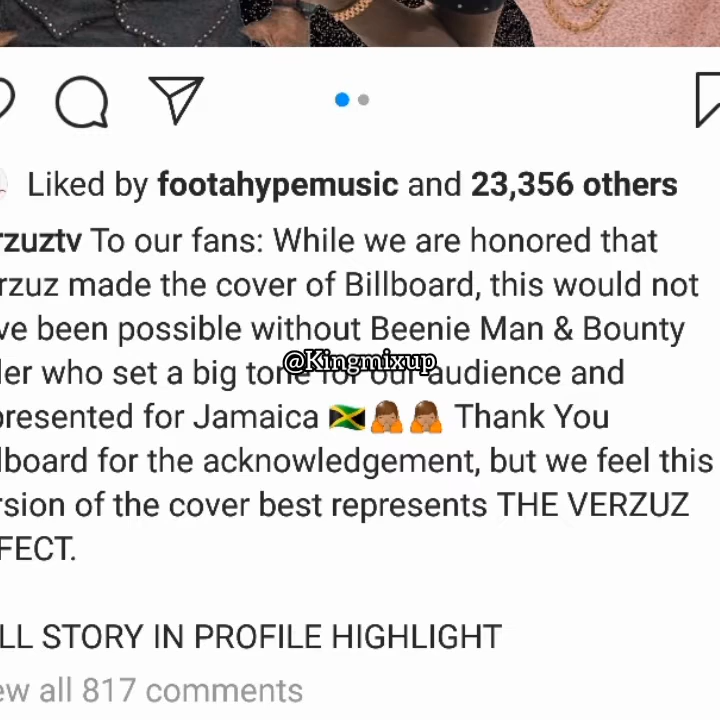 Liked by footahypemusic and 23,356 others
rzuztv To our fans: While we are honored that
rzuz made the cover of Billboard, this would not
ve been possible without Beenie Man & Bounty
ler who set a big tone for our audience and
presented for Jamaica 🇯🇲🙏🏽🙏🏽 Thank You
lboard for the acknowledgement, but we feel this
rsion of the cover best represents THE VERZUZ
FECT.
LL STORY IN PROFILE HIGHLIGHT
ew all 817 comments
@Kingmixup